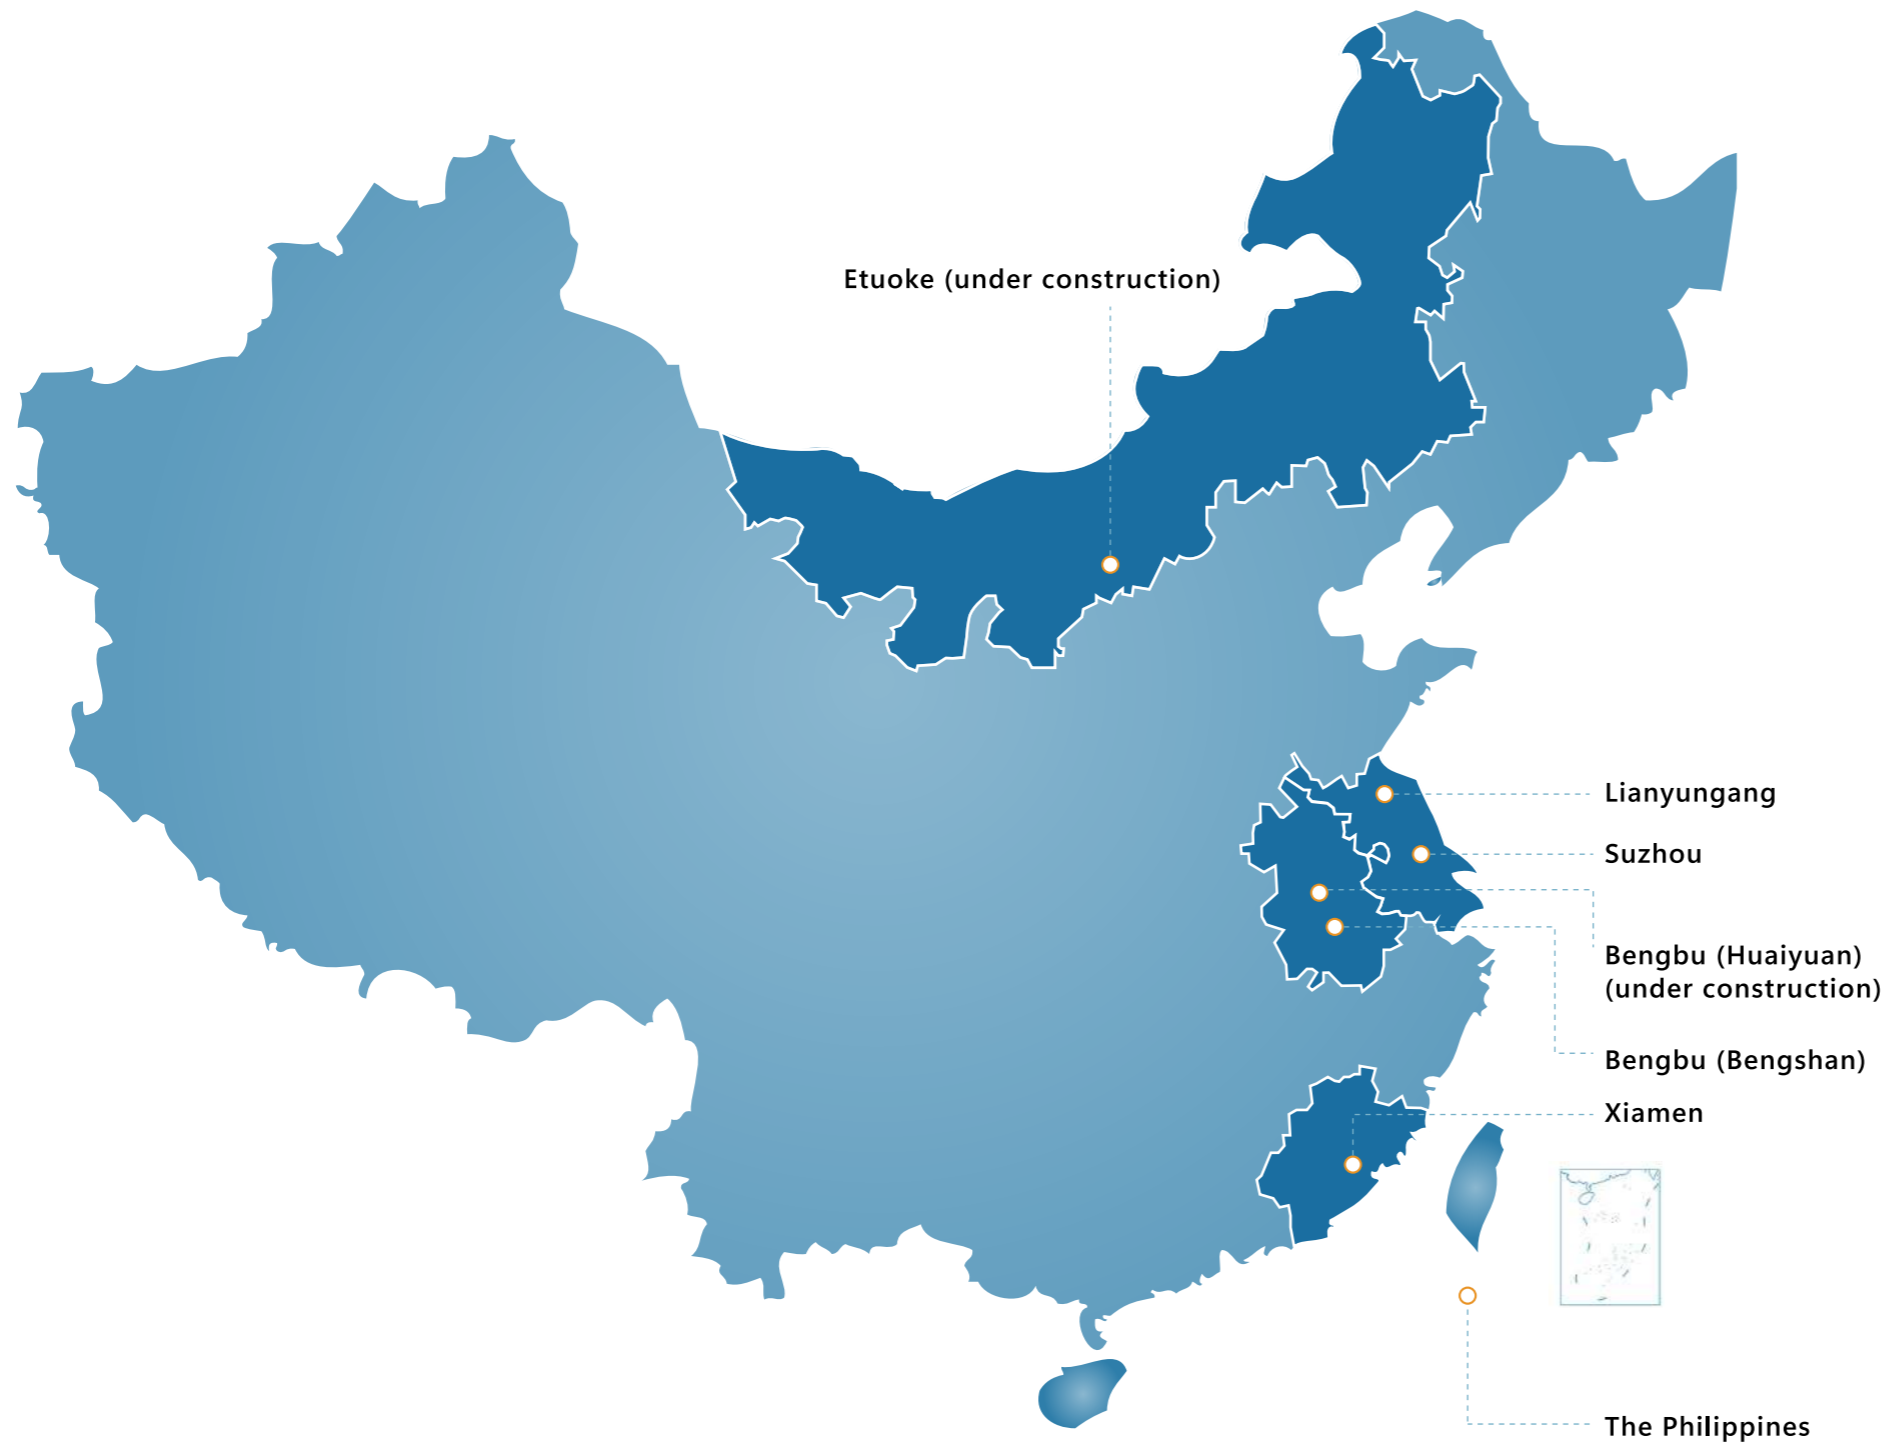 Etuoke (under construction)
Lianyungang
Suzhou
Bengbu (Huaiyuan)
(under construction)
Bengbu (Bengshan)
Xiamen
The Philippines